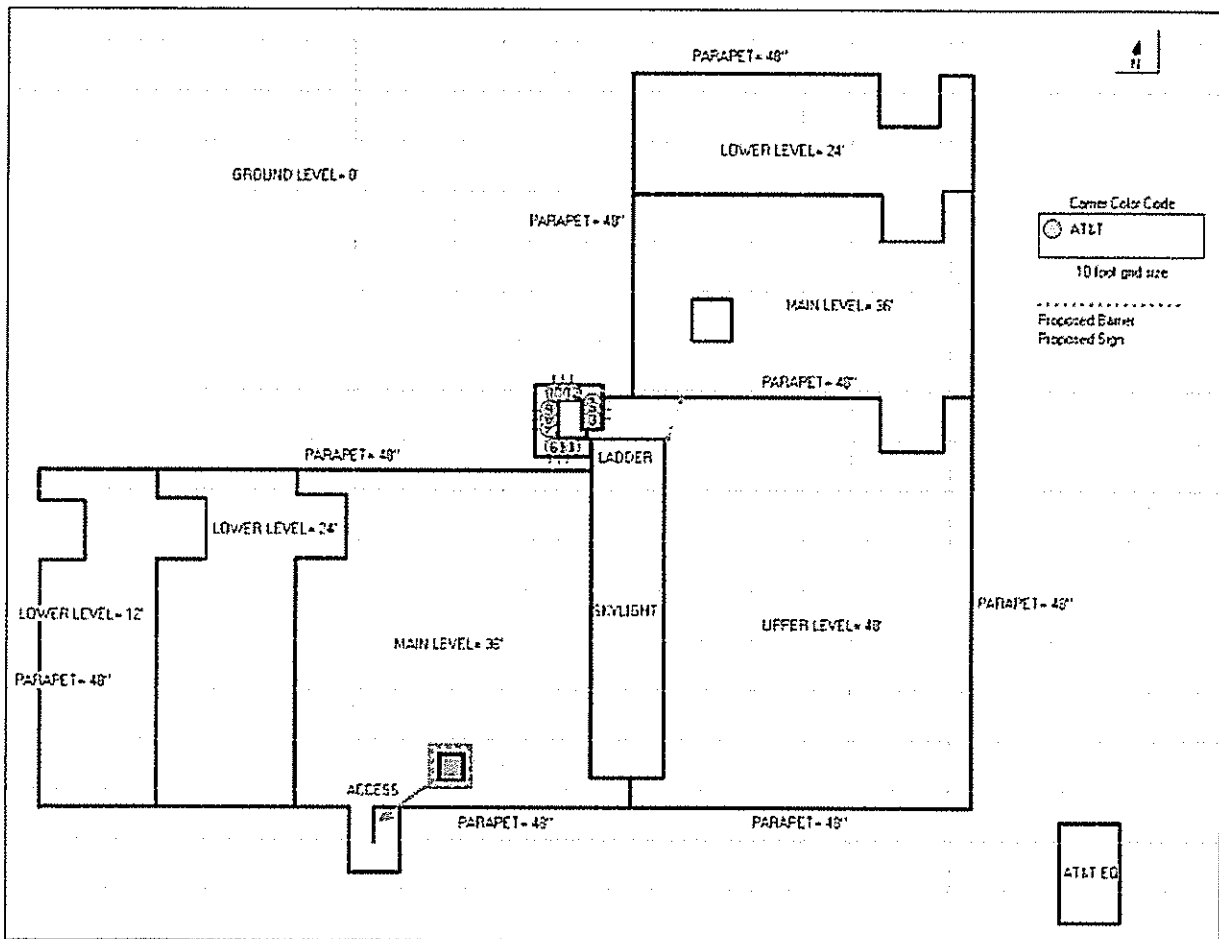 PARAPET= 48"
N
LOWER LEVEL= 24'
GROUND LEVEL= 0'
PARAPET= 48"
Carrier Color Code
AT&T
10 foot grid size
MAIN LEVEL= 36'
Proposed Barrier
Proposed Sign
PARAPET= 48"
PARAPET= 48"
LADDER
LOWER LEVEL= 24'
LOWER LEVEL= 12'
SKYLIGHT
UPPER LEVEL= 48'
PARAPET= 48"
MAIN LEVEL= 36'
PARAPET= 48"
ACCESS
PARAPET= 48"
PARAPET= 48"
AT&T EQ